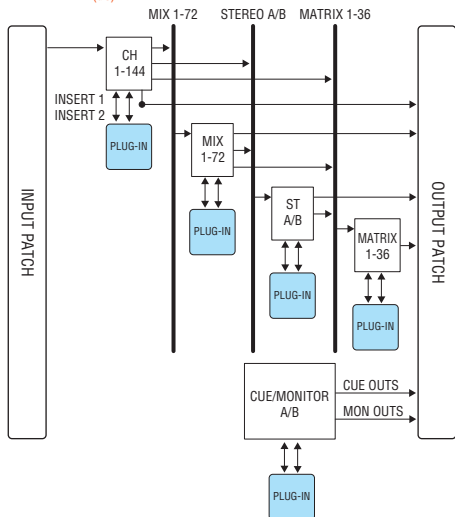 MIX 1-72 STEREO A/B MATRIX 1-36
CH
1-144
INSERT 1
INSERT 2
PLUG-IN
MIX
1-72
PLUG-IN
ST
A/B
PLUG-IN
MATRIX
1-36
PLUG-IN
INPUT PATCH
OUTPUT PATCH
CUE/MONITOR
A/B
CUE OUTS
MON OUTS
PLUG-IN